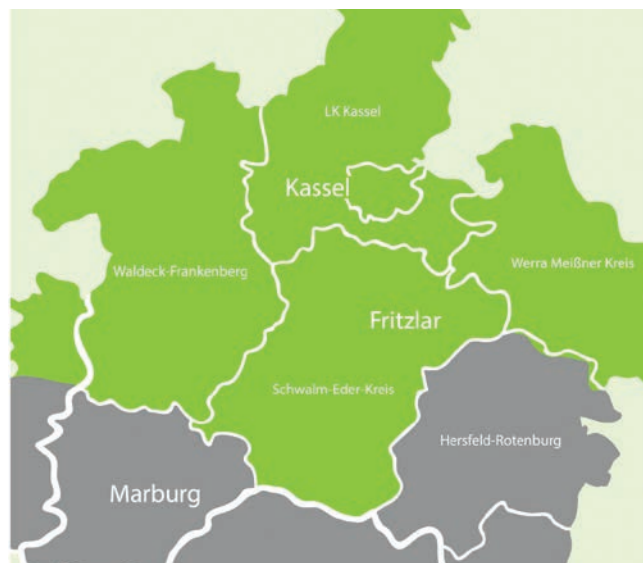 LK Kassel
Kassel
Waldeck-Frankenberg
Werra Meißner Kreis
Fritzlar
Schwalm-Eder-Kreis
Hersfeld-Rotenburg
Marburg